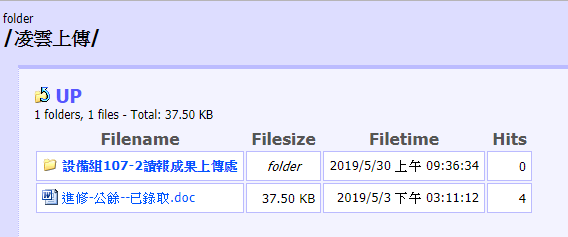 folder
/凌雲上傳/
UP
1 folders, 1 files - Total: 37.50 KB
Filename Filesize Filetime Hits
設備組107-2讀報成果上傳處 folder 2019/5/30 上午 09:36:34 0
進修-公餘--已錄取.doc 37.50 KB 2019/5/3 下午 03:11:12 4